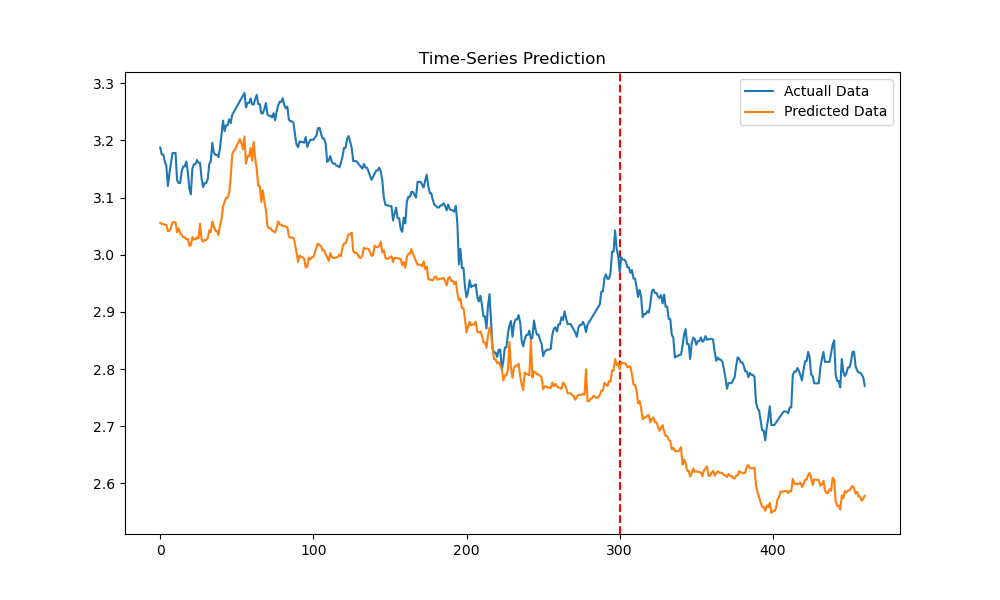 Time-Series Prediction
Actuall Data
Predicted Data
3.3
3.2
3.1
3.0
2.9
2.8
2.7
2.6
0 100 200 300 400